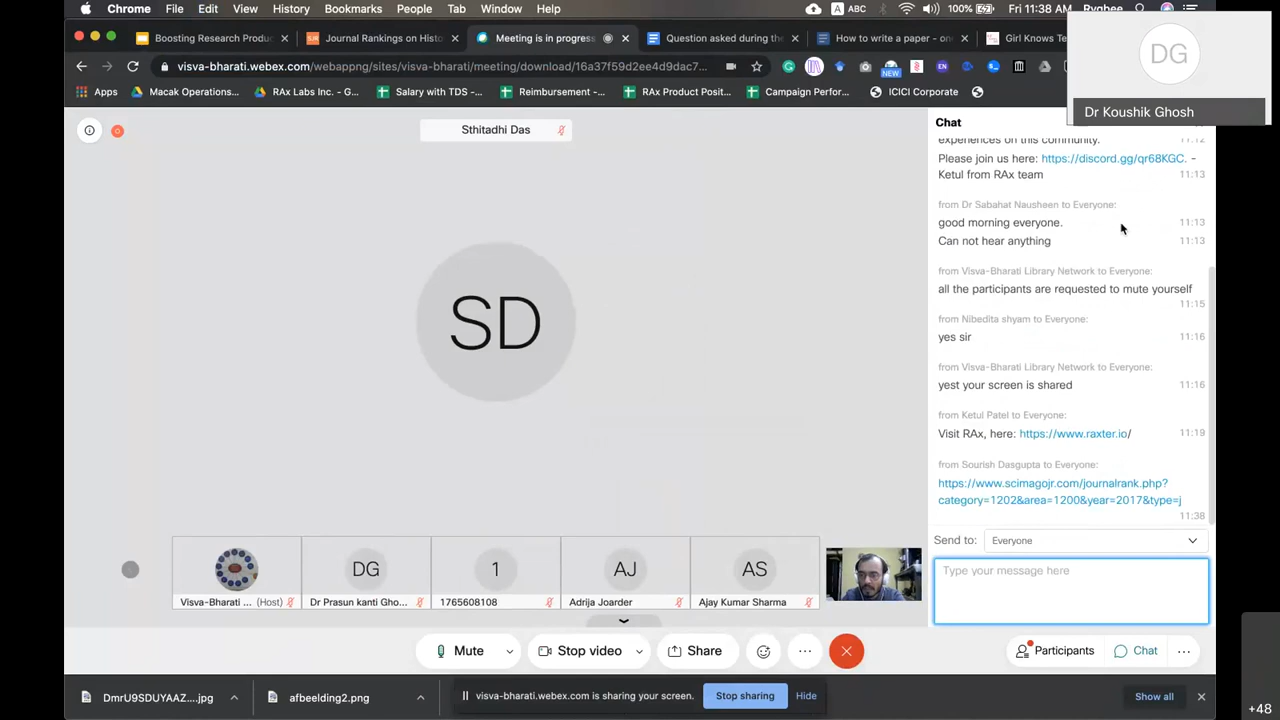 Chrome File Edit View History Bookmarks People Tab Window Help A ABC 100% Fri 11:38 AM
DG
Dr Koushik Ghosh
Boosting Research Produ
SJR Journal Rankings on Histo
Meeting is in progress
Question asked during the
How to write a paper - on
Girl Knows Te
visva-bharati.webex.com/webappng/sites/visva-bharati/meeting/download/16a37f59d2ee4d9dac7...
NEW
Apps Macak Operations... RAx Labs Inc. - G... Salary with TDS -... Reimbursement -... RAx Product Posit... Campaign Perfor... ICICI Corporate
Sthitadhi Das
Chat
experiences on this community.
11:12
Please join us here: https://discord.gg/qr68KGC. -
Ketul from RAx team
11:13
from Dr Sabahat Nausheen to Everyone:
good morning everyone.
11:13
Can not hear anything
11:13
from Visva-Bharati Library Network to Everyone:
all the participants are requested to mute yourself
11:15
from Nibedita shyam to Everyone:
yes sir
11:16
from Visva-Bharati Library Network to Everyone:
yest your screen is shared
11:16
from Ketul Patel to Everyone:
Visit RAx, here: https://www.raxter.io/
11:19
from Sourish Dasgupta to Everyone:
https://www.scimagojr.com/journalrank.php?
category=1202&area=1200&year=2017&type=j
11:38
SD
Send to: Everyone
Type your message here
DG
1
AJ
AS
Visva-Bharati ... (Host)
Dr Prasun kanti Gho...
1765608108
Adrija Joarder
Ajay Kumar Sharma
Mute
Stop video
Share
Participants
Chat
DmrU9SDUYAAZ....jpg
afbeelding2.png
visva-bharati.webex.com is sharing your screen.
Stop sharing
Hide
Show all
+48